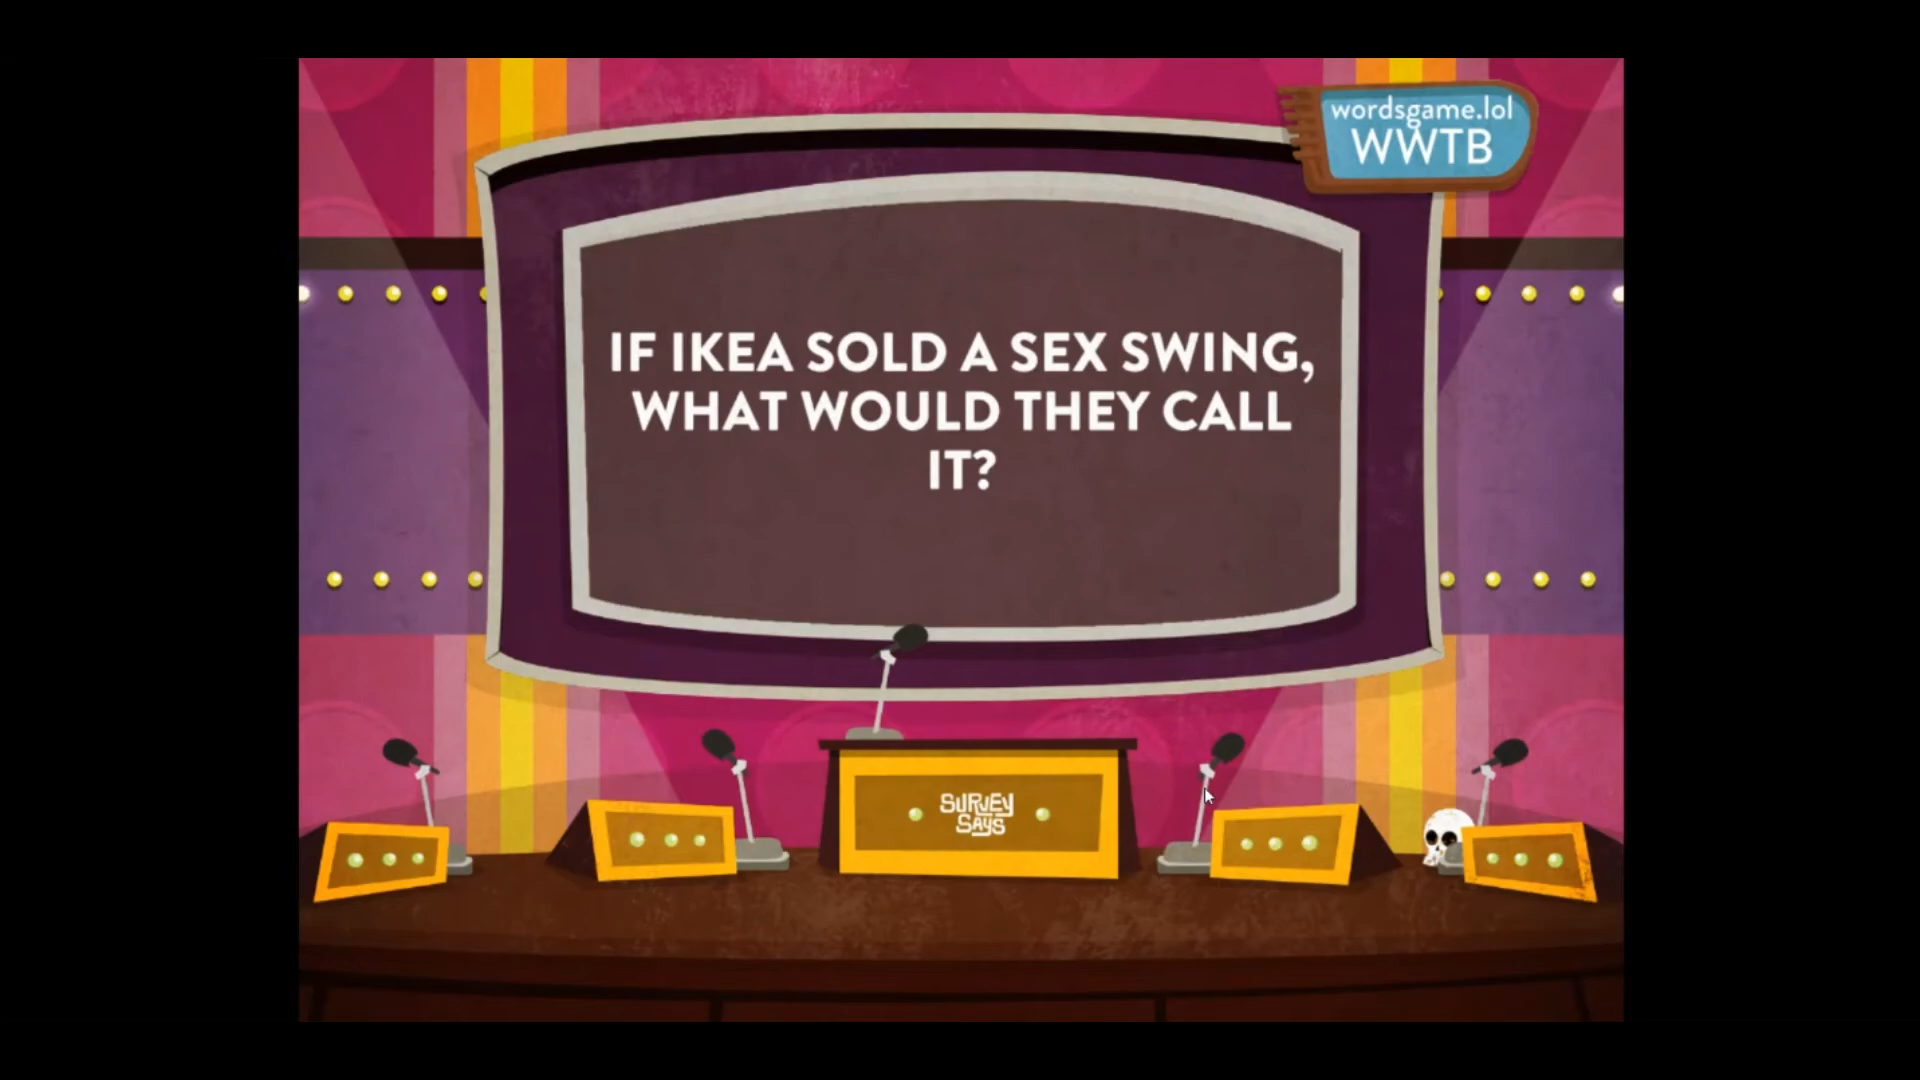 wordsgame.lol
WWTB
IF IKEA SOLD A SEX SWING,
WHAT WOULD THEY CALL
IT?
SURVEY
SAYS